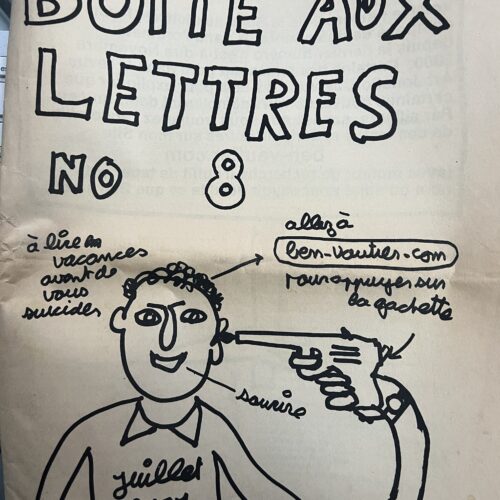 BOITE AUX
LETTRES
NO 8
à lire en
vacances
avant de
vous
suicider
allez à
ben-vautier.com
pour appuyer sur
la gachette
sourire
juillet